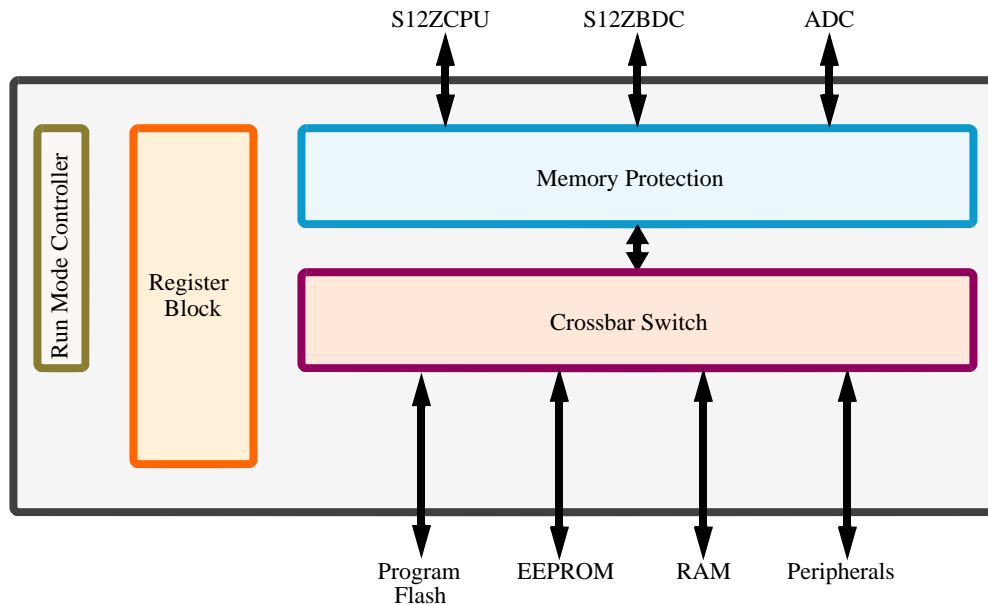 S12ZCPU
S12ZBDC
ADC
Run Mode Controller
Register
Block
Memory Protection
Crossbar Switch
Program
Flash
EEPROM
RAM
Peripherals